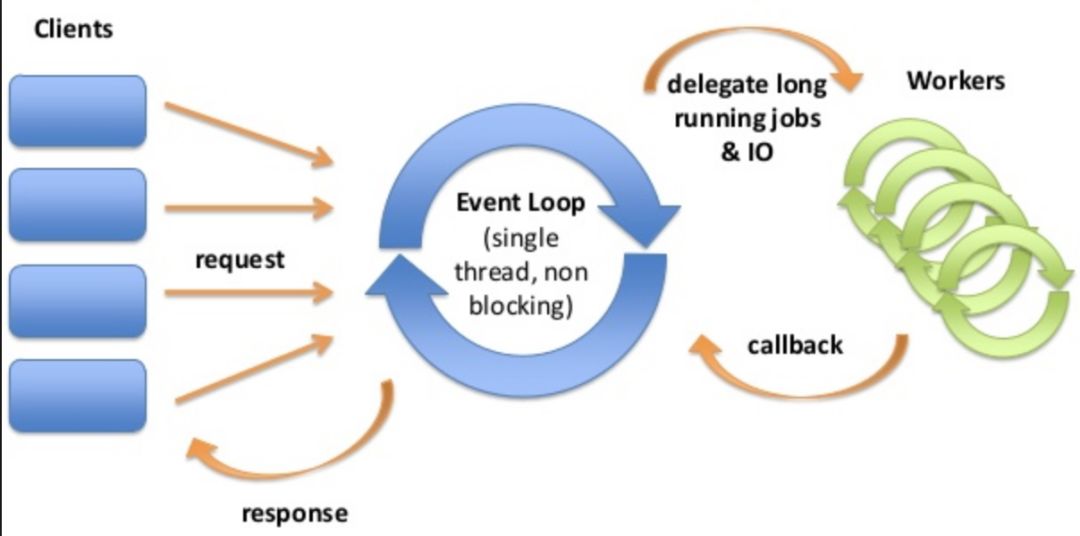 Clients
request
response
Event Loop
(single
thread, non
blocking)
delegate long
running jobs
& IO
callback
Workers